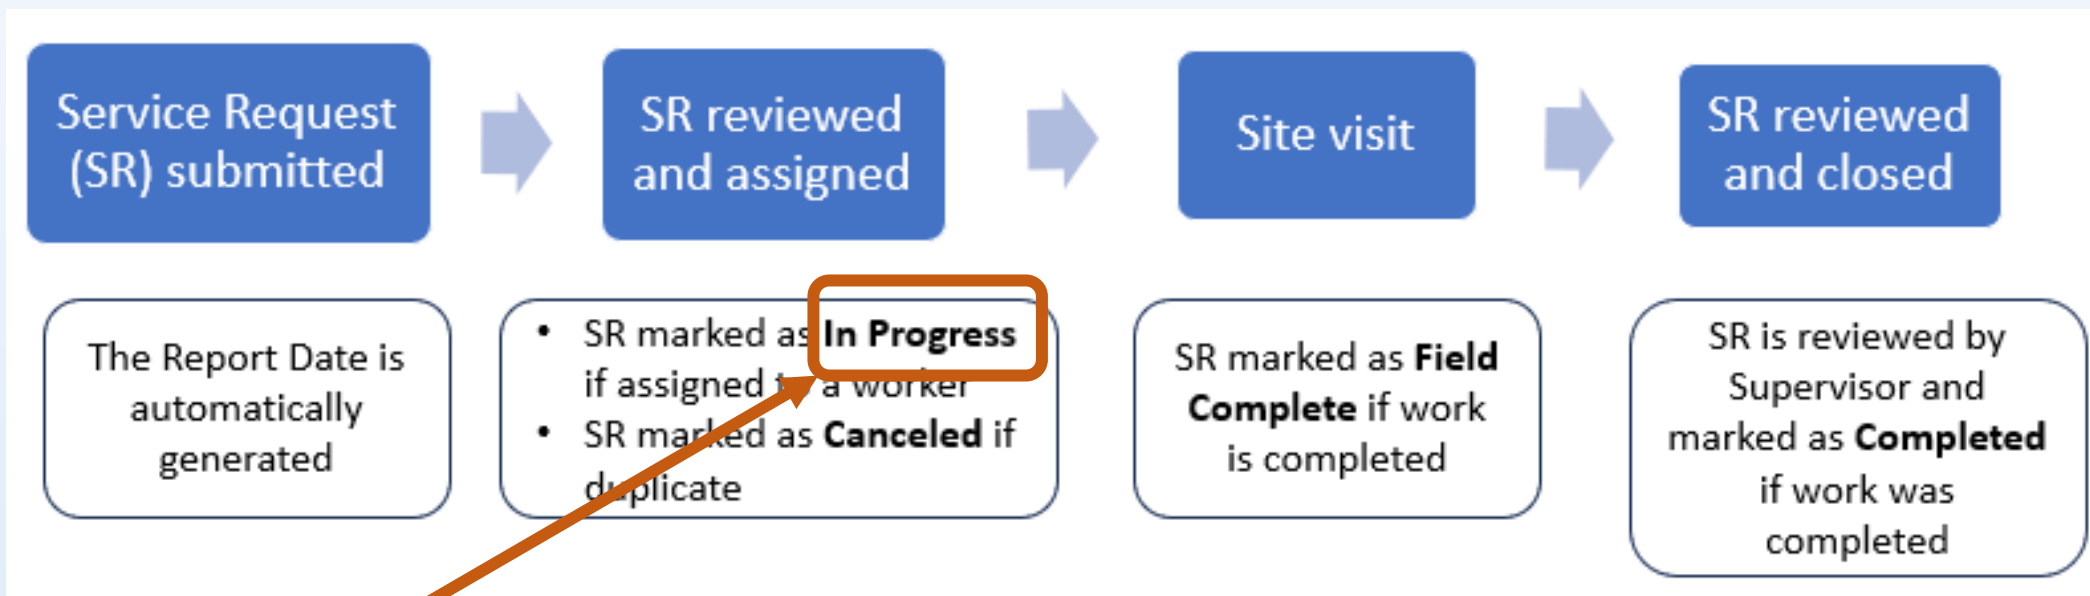 Service Request
(SR) submitted
SR reviewed
and assigned
Site visit
SR reviewed
and closed
The Report Date is
automatically
generated
• SR marked as In Progress
if assigned to a worker
• SR marked as Canceled if
duplicate
SR marked as Field
Complete if work
is completed
SR is reviewed by
Supervisor and
marked as Completed
if work was
completed